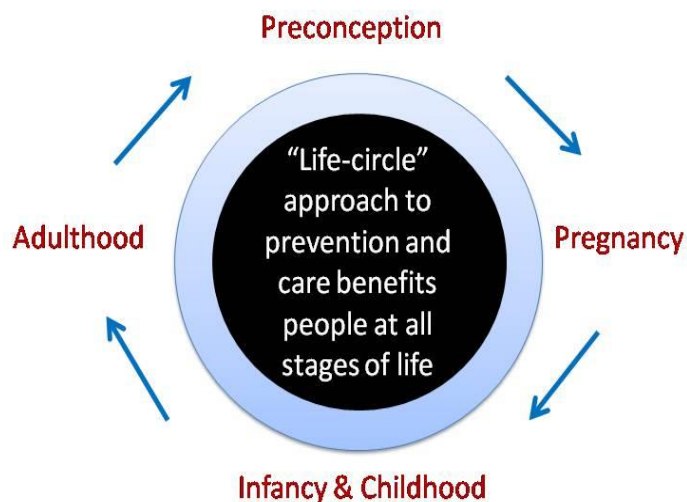 Preconception
“Life-circle”
approach to
prevention and
care benefits
people at all
stages of life
Adulthood
Pregnancy
Infancy & Childhood